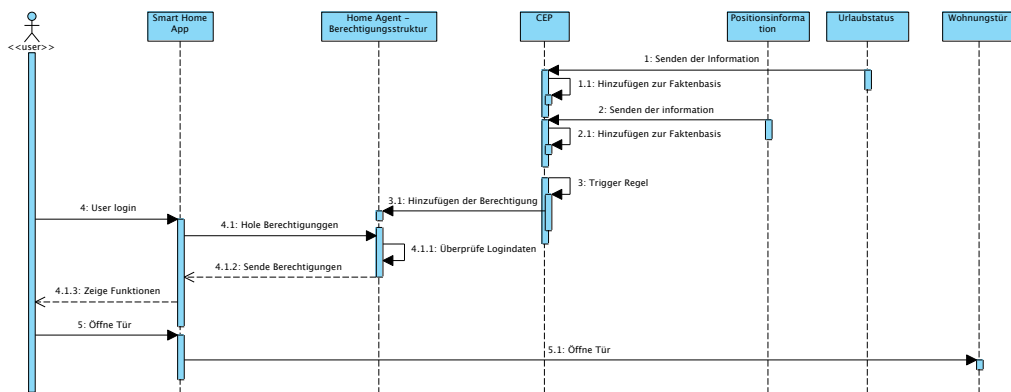 <<user>>
Smart Home
App
Home Agent –
Berechtigungsstruktur
CEP
Positionsinforma
tion
Urlaubstatus
Wohnungstür
1: Senden der Information
1.1: Hinzufügen zur Faktenbasis
2: Senden der information
2.1: Hinzufügen zur Faktenbasis
3: Trigger Regel
3.1: Hinzufügen der Berechtigung
4: User login
4.1: Hole Berechtigunggen
4.1.1: Überprüfe Logindaten
4.1.2: Sende Berechtigungen
4.1.3: Zeige Funktionen
5: Öffne Tür
5.1: Öffne Tür